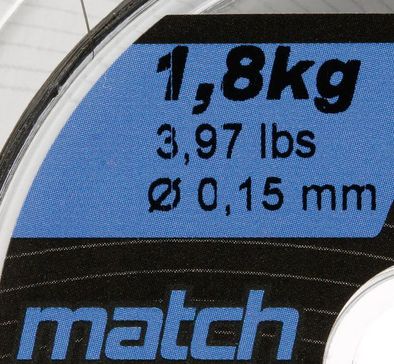 1,8kg
3,97 lbs
Ø 0,15 mm
match